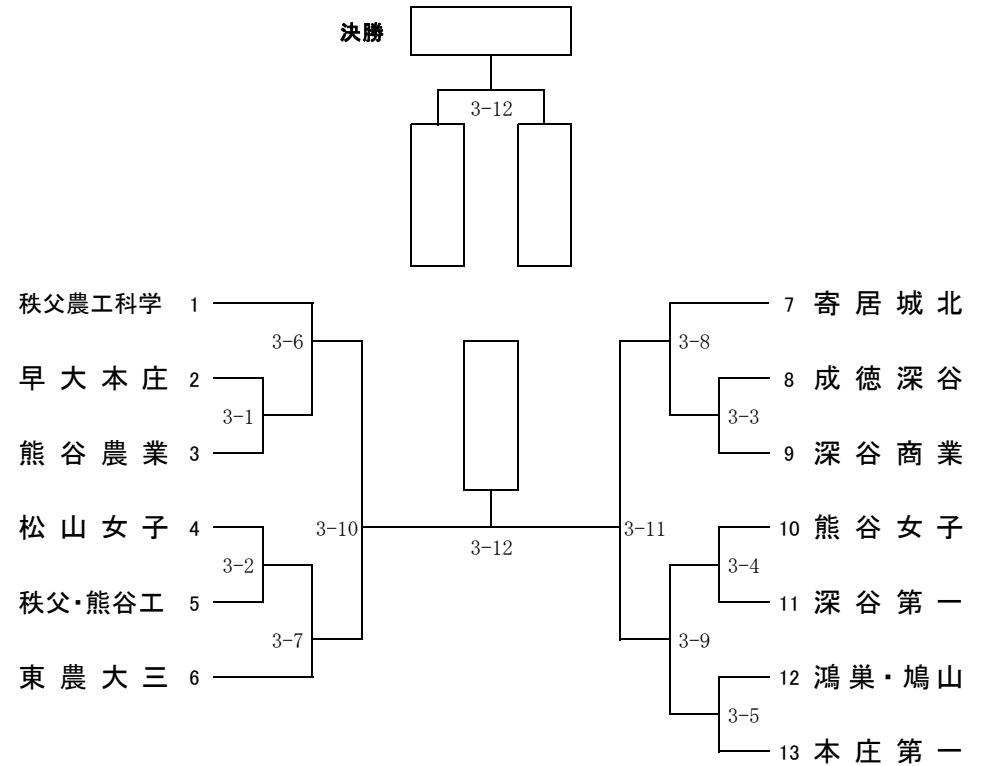 決勝
3-12
秩父農工科学 1
3-6
早大本庄 2
3-1
熊谷農業 3
松山女子 4
3-2
秩父・熊谷工 5
3-7
東農大三 6
3-10
3-12
3-11
7 寄居城北
3-8
8 成徳深谷
3-3
9 深谷商業
10 熊谷女子
3-4
11 深谷第一
3-9
12 鴻巣・鳩山
3-5
13 本庄第一